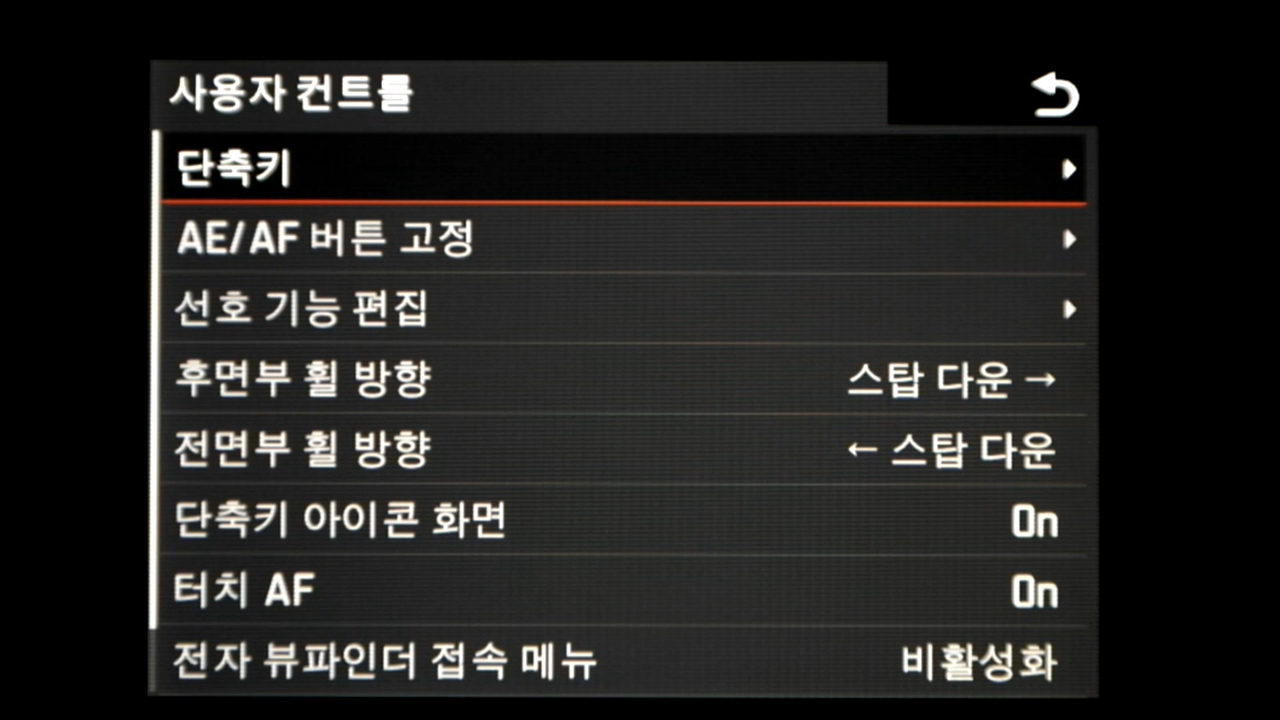 사용자 컨트롤
단축키
AE/AF 버튼 고정
선호 기능 편집
후면부 휠 방향 스탑 다운 →
전면부 휠 방향 ← 스탑 다운
단축키 아이콘 화면 On
터치 AF On
전자 뷰파인더 접속 메뉴 비활성화